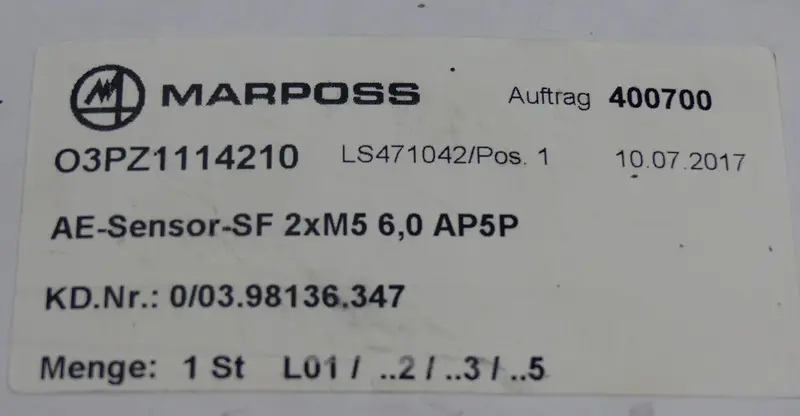 MARPOSS Auftrag 400700
O3PZ1114210 LS471042/Pos. 1 10.07.2017
AE-Sensor-SF 2xM5 6,0 AP5P
KD.Nr.: 0/03.98136.347
Menge: 1 St L01 / ..2 / ..3 / ..5